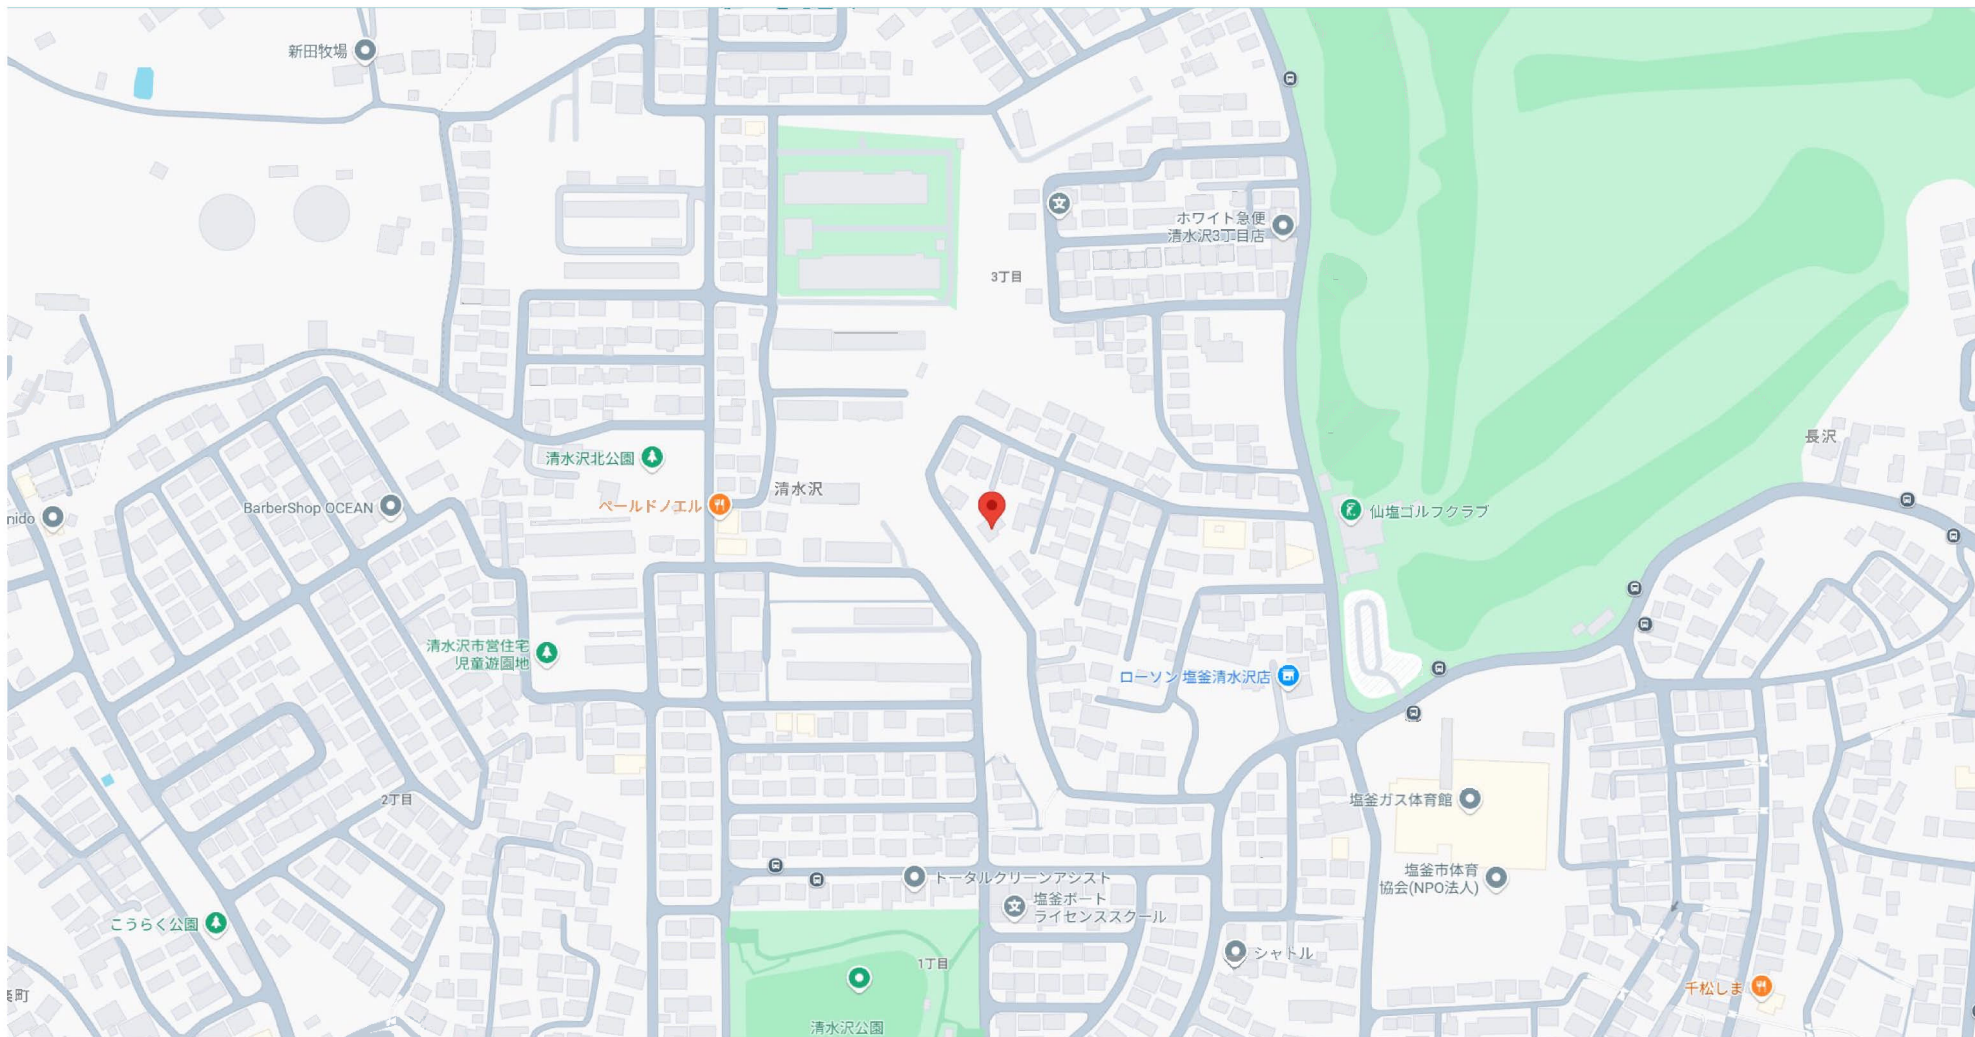 新田牧場
ホワイト急便
清水沢3丁目店
3丁目
長沢
清水沢北公園
ペールドノエル
清水沢
BarberShop OCEAN
nido
仙塩ゴルフクラブ
清水沢市営住宅
児童遊園地
ローソン 塩釜清水沢店
2丁目
塩釜ガス体育館
塩釜市体育
協会(NPO法人)
トータルクリーンアシスト
塩釜ボート
ライセンススクール
こうらく公園
シャトル
1丁目
千松しま
町
清水沢公園